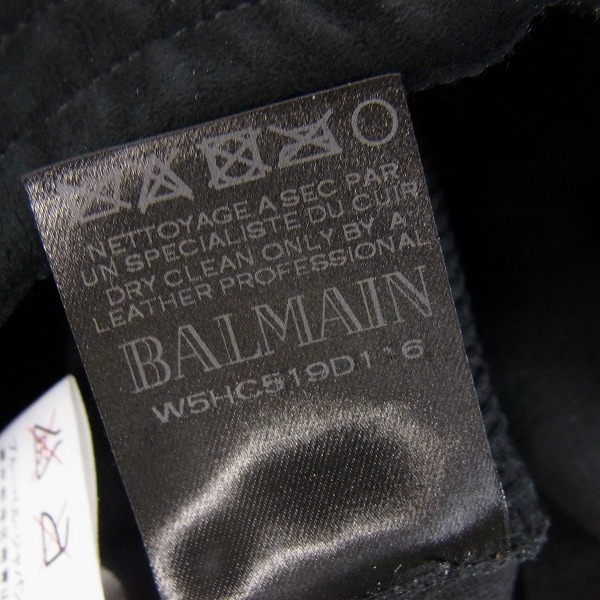 NETTOYAGE A SEC PAR
UN SPECIALISTE DU CUIR
DRY CLEAN ONLY BY A
LEATHER PROFESSIONAL
BALMAIN